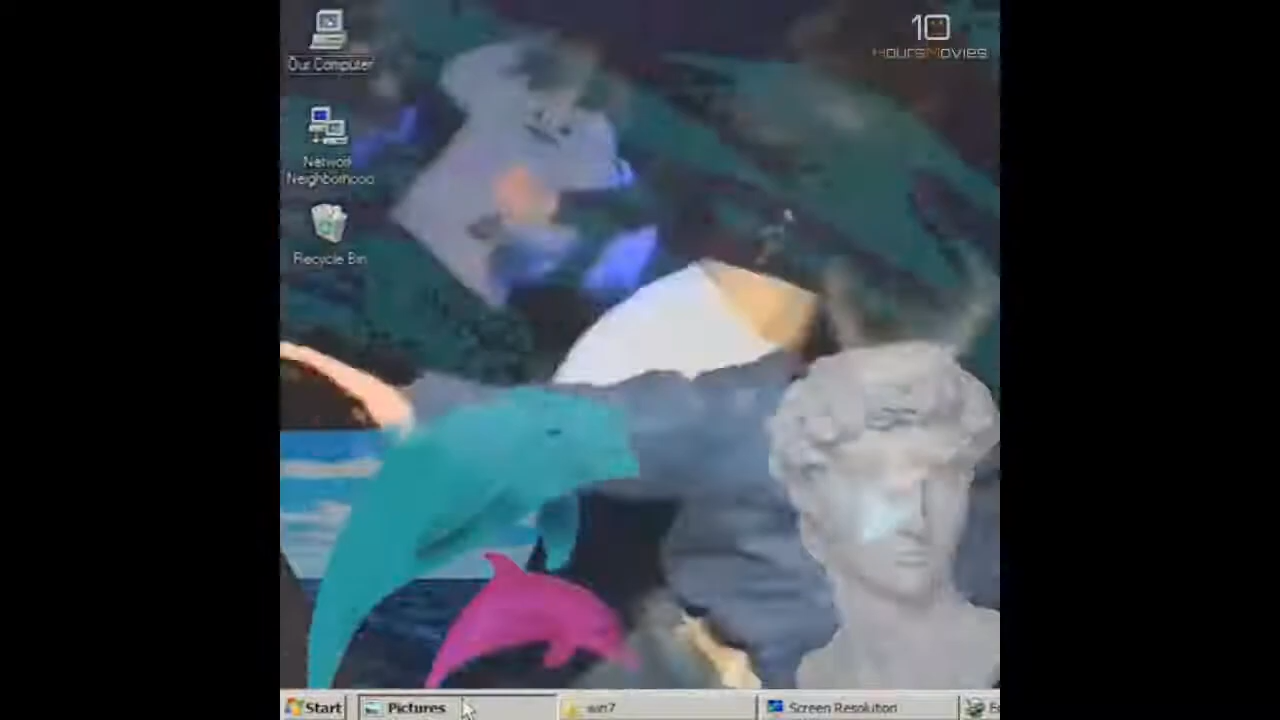 10
HoursMovies
Our Computer
Network
Neighborhood
Recycle Bin
Start
Pictures
win7
Screen Resolution